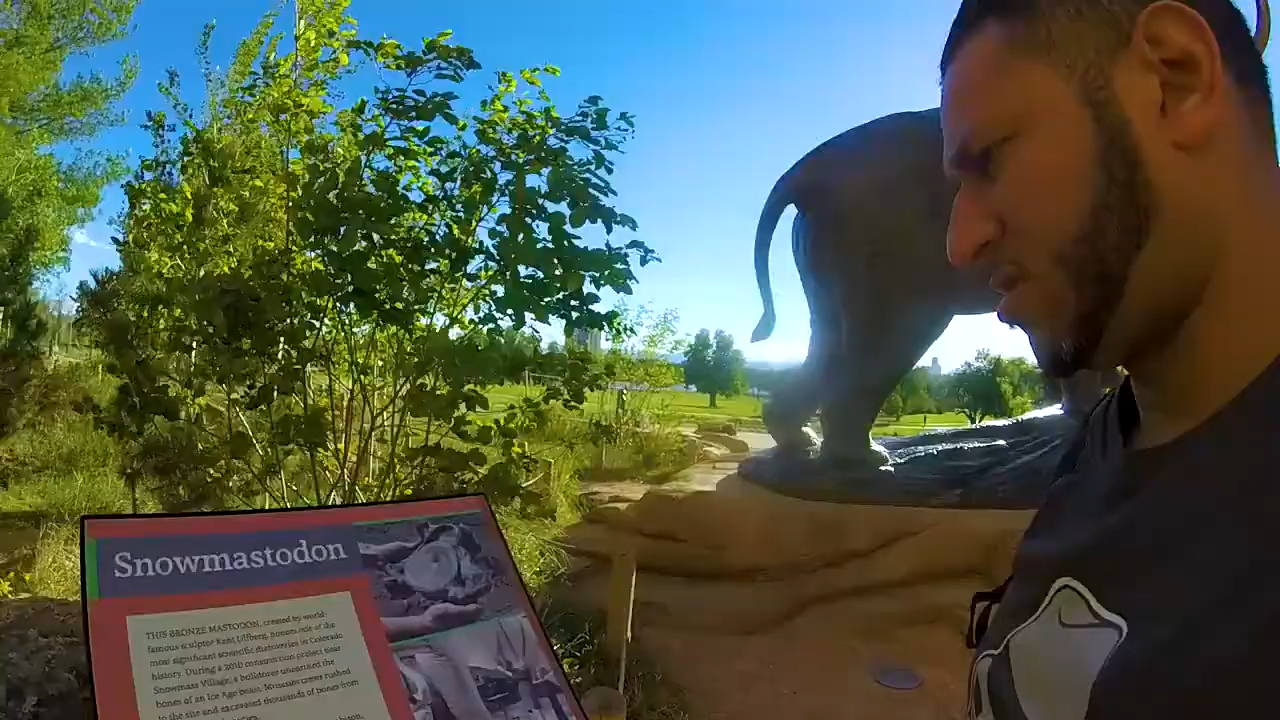 Snowmastodon
THIS BRONZE MASTODON, created by world-
famous sculptor Kent Ullberg, honors one of the
most significant scientific discoveries in Colorado
history. During a 2010 construction project near
Snowmass Village, a bulldozer unearthed the
bones of an Ice Age beast. Museum crews rushed
to the site and excavated thousands of bones from